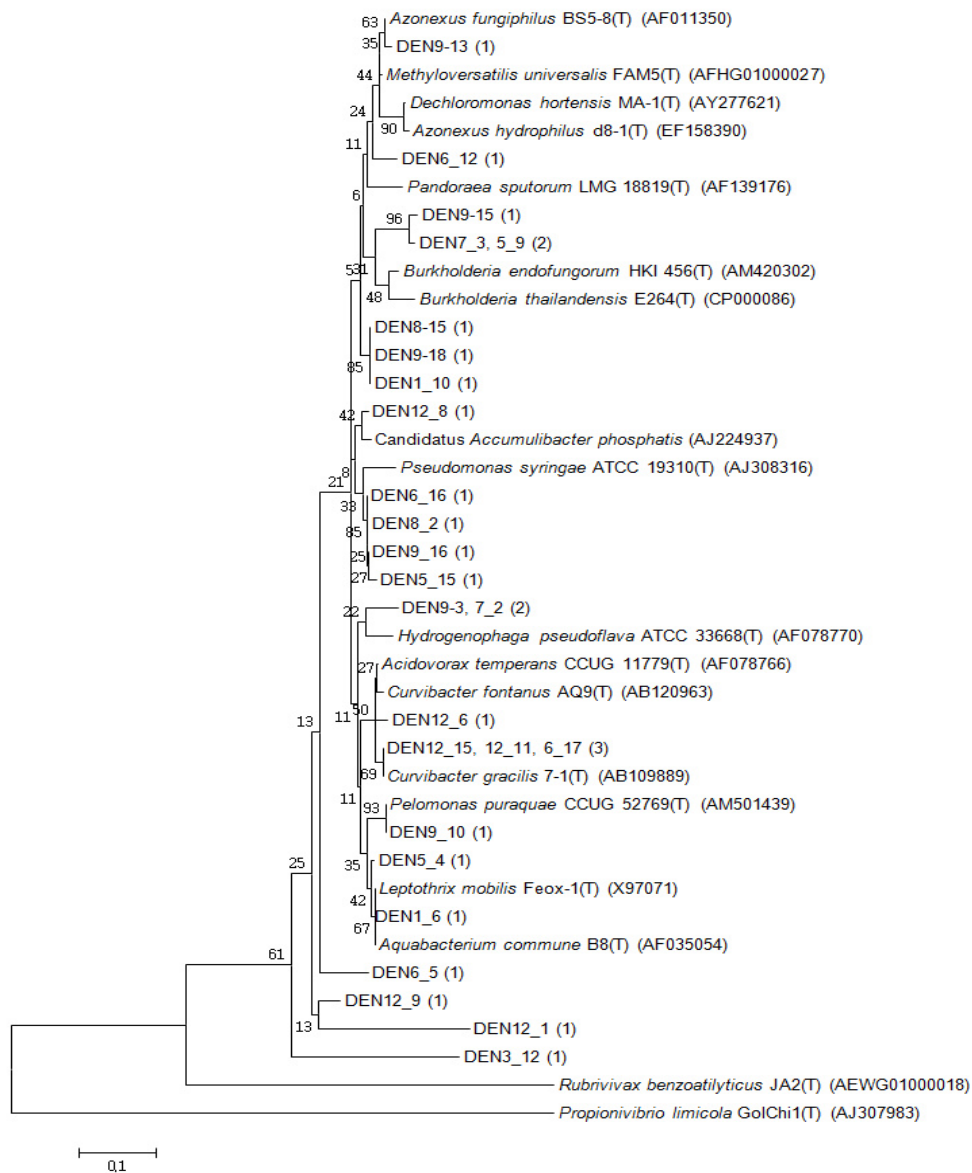 63
Azonexus fungiphilus BS5-8(T) (AF011350)
35
DEN9-13 (1)
44
Methyloversatilis universalis FAM5(T) (AFHG01000027)
Dechloromonas hortensis MA-1(T) (AY277621)
24
90
Azonexus hydrophilus d8-1(T) (EF158390)
11
DEN6_12 (1)
Pandoraea sputorum LMG 18819(T) (AF139176)
6
96
DEN9-15 (1)
DEN7_3, 5_9 (2)
531
Burkholderia endofungorum HKI 456(T) (AM420302)
48
Burkholderia thailandensis E264(T) (CP000086)
DEN8-15 (1)
DEN9-18 (1)
85
DEN1_10 (1)
42
DEN12_8 (1)
Candidatus Accumulibacter phosphatis (AJ224937)
8
Pseudomonas syringae ATCC 19310(T) (AJ308316)
21
DEN6_16 (1)
33
DEN8_2 (1)
85
DEN9_16 (1)
25
DEN5_15 (1)
27
DEN9-3, 7_2 (2)
22
Hydrogenophaga pseudoflava ATCC 33668(T) (AF078770)
27
Acidovorax temperans CCUG 11779(T) (AF078766)
Curvibacter fontanus AQ9(T) (AB120963)
50
11
DEN12_6 (1)
13
DEN12_15, 12_11, 6_17 (3)
69
Curvibacter gracilis 7-1(T) (AB109889)
11
93
Pelomonas puraquae CCUG 52769(T) (AM501439)
DEN9_10 (1)
35
DEN5_4 (1)
25
Leptothrix mobilis Feox-1(T) (X97071)
42
DEN1_6 (1)
67
Aquabacterium commune B8(T) (AF035054)
61
DEN6_5 (1)
DEN12_9 (1)
13
DEN12_1 (1)
DEN3_12 (1)
Rubrivivax benzoatilyticus JA2(T) (AEWG01000018)
Propionivibrio limicola GolChi1(T) (AJ307983)
0,1